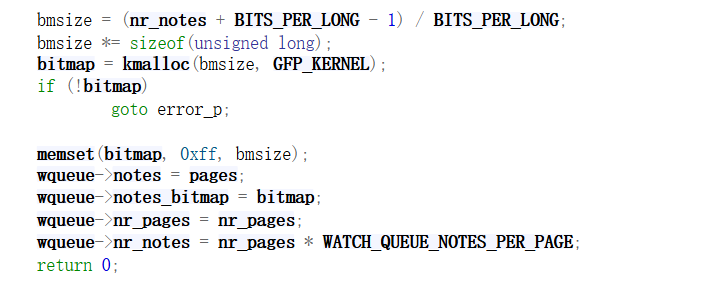 bmsize = (nr_notes + BITS_PER_LONG - 1) / BITS_PER_LONG;
bmsize *= sizeof(unsigned long);
bitmap = kmalloc(bmsize, GFP_KERNEL);
if (!bitmap)
goto error_p;
memset(bitmap, 0xff, bmsize);
wqueue->notes = pages;
wqueue->notes_bitmap = bitmap;
wqueue->nr_pages = nr_pages;
wqueue->nr_notes = nr_pages * WATCH_QUEUE_NOTES_PER_PAGE;
return 0;